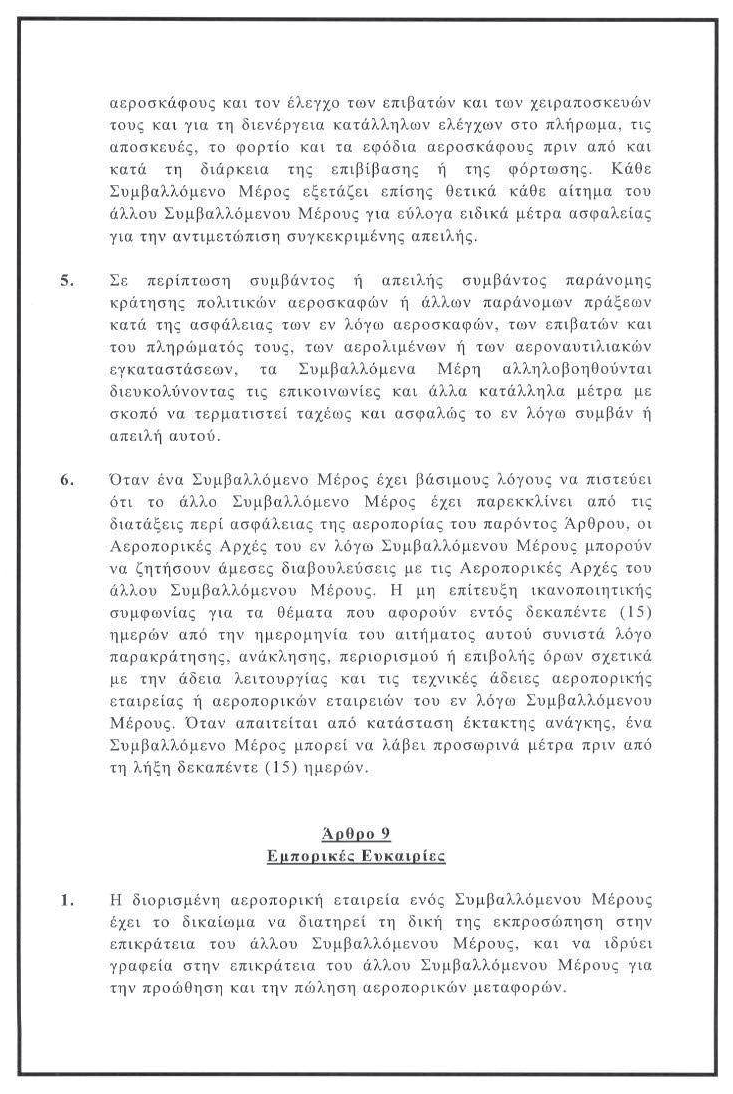 αεροσκάφους και τον έλεγχο των επιβατών και των χειραποσκευών
τους και για τη διενέργεια κατάλληλων ελέγχων στο πλήρωμα, τις
αποσκευές, το φορτίο και τα εφόδια αεροσκάφους πριν από και
κατά τη διάρκεια της επιβίβασης ή της φόρτωσης. Κάθε
Συμβαλλόμενο Μέρος εξετάζει επίσης θετικά κάθε αίτημα του
άλλου Συμβαλλόμενου Μέρους για εύλογα ειδικά μέτρα ασφαλείας
για την αντιμετώπιση συγκεκριμένης απειλής.
5. Σε περίπτωση συμβάντος ή απειλής συμβάντος παράνομης
κράτησης πολιτικών αεροσκαφών ή άλλων παράνομων πράξεων
κατά της ασφάλειας των εν λόγω αεροσκαφών, των επιβατών και
του πληρώματός τους, των αερολιμένων ή των αεροναυτιλιακών
εγκαταστάσεων, τα Συμβαλλόμενα Μέρη αλληλοβοηθούνται
διευκολύνοντας τις επικοινωνίες και άλλα κατάλληλα μέτρα με
σκοπό να τερματιστεί ταχέως και ασφαλώς το εν λόγω συμβάν ή
απειλή αυτού.
6. Όταν ένα Συμβαλλόμενο Μέρος έχει βάσιμους λόγους να πιστεύει
ότι το άλλο Συμβαλλόμενο Μέρος έχει παρεκκλίνει από τις
διατάξεις περί ασφάλειας της αεροπορίας του παρόντος Άρθρου, οι
Αεροπορικές Αρχές του εν λόγω Συμβαλλόμενου Μέρους μπορούν
να ζητήσουν άμεσες διαβουλεύσεις με τις Αεροπορικές Αρχές του
άλλου Συμβαλλόμενου Μέρους. Η μη επίτευξη ικανοποιητικής
συμφωνίας για τα θέματα που αφορούν εντός δεκαπέντε (15)
ημερών από την ημερομηνία του αιτήματος αυτού συνιστά λόγο
παρακράτησης, ανάκλησης, περιορισμού ή επιβολής όρων σχετικά
με την άδεια λειτουργίας και τις τεχνικές άδειες αεροπορικής
εταιρείας ή αεροπορικών εταιρειών του εν λόγω Συμβαλλόμενου
Μέρους. Όταν απαιτείται από κατάσταση έκτακτης ανάγκης, ένα
Συμβαλλόμενο Μέρος μπορεί να λάβει προσωρινά μέτρα πριν από
τη λήξη δεκαπέντε (15) ημερών.
Άρθρο 9
Εμπορικές Ευκαιρίες
1. Η διορισμένη αεροπορική εταιρεία ενός Συμβαλλόμενου Μέρους
έχει το δικαίωμα να διατηρεί τη δική της εκπροσώπηση στην
επικράτεια του άλλου Συμβαλλόμενου Μέρους, και να ιδρύει
γραφεία στην επικράτεια του άλλου Συμβαλλόμενου Μέρους για
την προώθηση και την πώληση αεροπορικών μεταφορών.